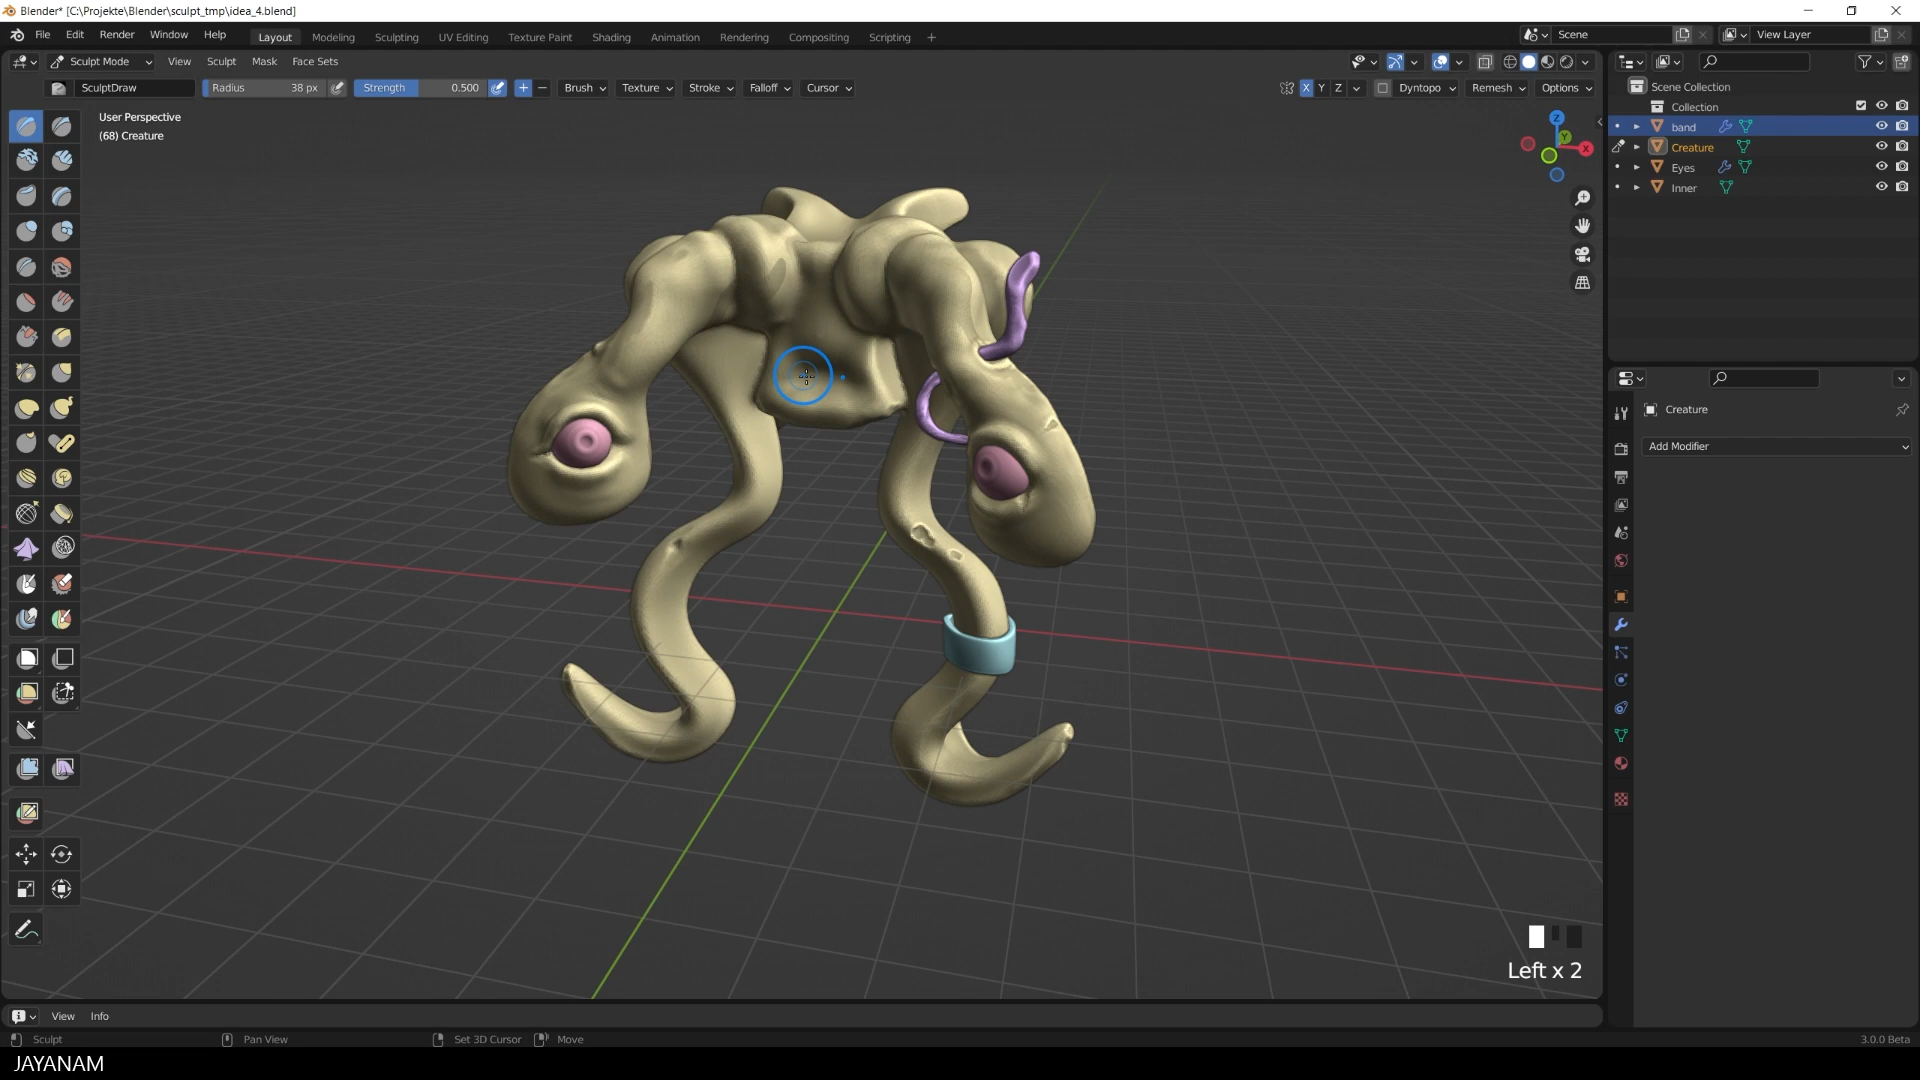 Blender* [C:\Projekte\Blender\sculpt_tmp\idea_4.blend]
File Edit Render Window Help Layout Modeling Sculpting UV Editing Texture Paint Shading Animation Rendering Compositing Scripting + Scene View Layer
Sculpt Mode View Sculpt Mask Face Sets
SculptDraw Radius 38 px Strength 0.500 Brush Texture Stroke Falloff Cursor X Y Z Dyntopo Remesh Options
User Perspective
(68) Creature
Z
Y
X
Scene Collection
Collection
band
Creature
Eyes
Inner
Creature
Add Modifier
Left x 2
View Info
Sculpt Pan View Set 3D Cursor Move 3.0.0 Beta
JAYANAM